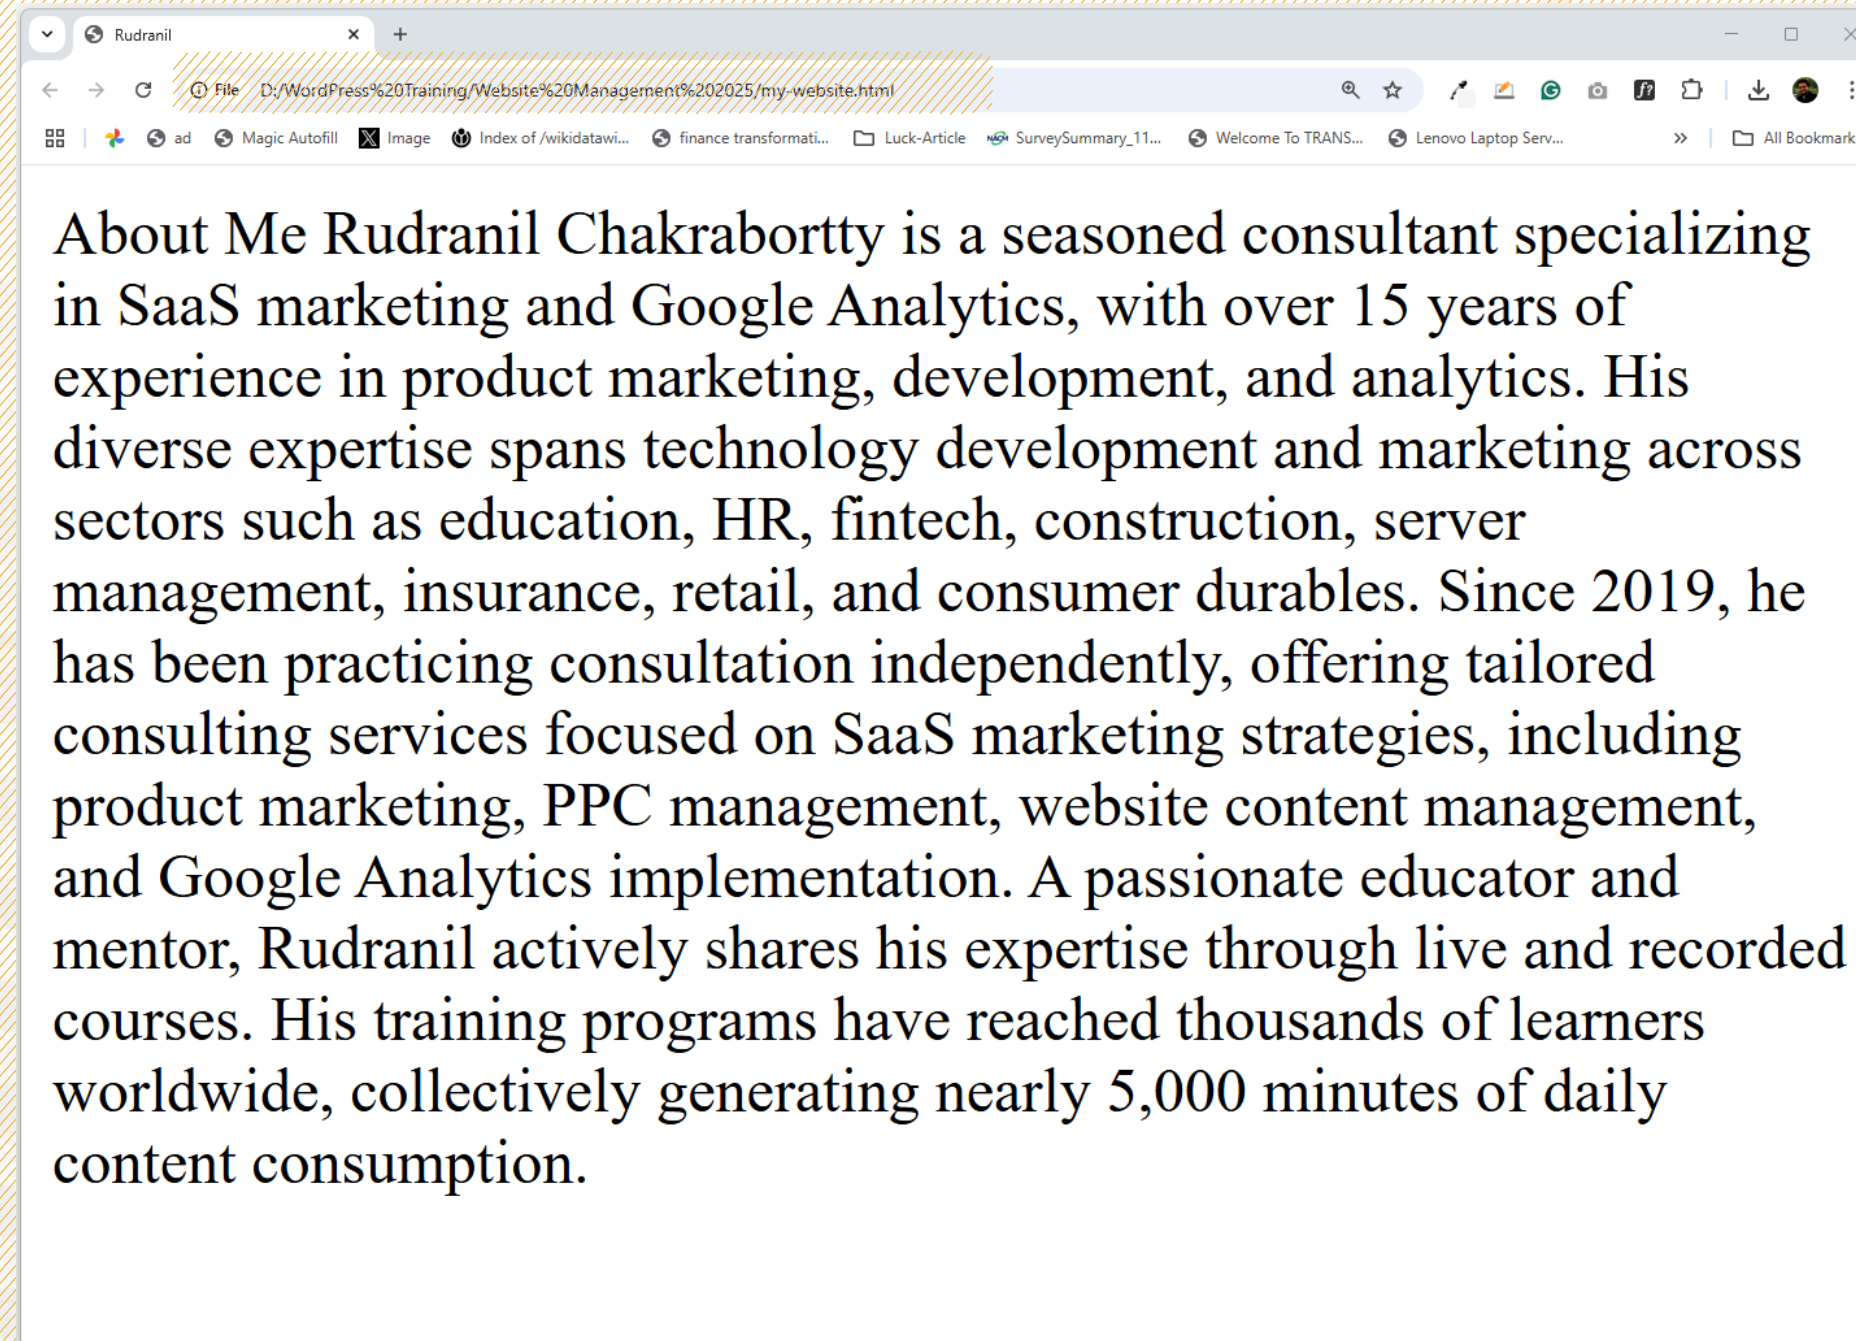 Rudranil
File D:/WordPress%20Training/Website%20Management%202025/my-website.html
ad Magic Autofill Image Index of /wikidatawi... finance transformati... Luck-Article SurveySummary_11... Welcome To TRANS... Lenovo Laptop Serv... All Bookmark
About Me Rudranil Chakrabortty is a seasoned consultant specializing
in SaaS marketing and Google Analytics, with over 15 years of
experience in product marketing, development, and analytics. His
diverse expertise spans technology development and marketing across
sectors such as education, HR, fintech, construction, server
management, insurance, retail, and consumer durables. Since 2019, he
has been practicing consultation independently, offering tailored
consulting services focused on SaaS marketing strategies, including
product marketing, PPC management, website content management,
and Google Analytics implementation. A passionate educator and
mentor, Rudranil actively shares his expertise through live and recorded
courses. His training programs have reached thousands of learners
worldwide, collectively generating nearly 5,000 minutes of daily
content consumption.